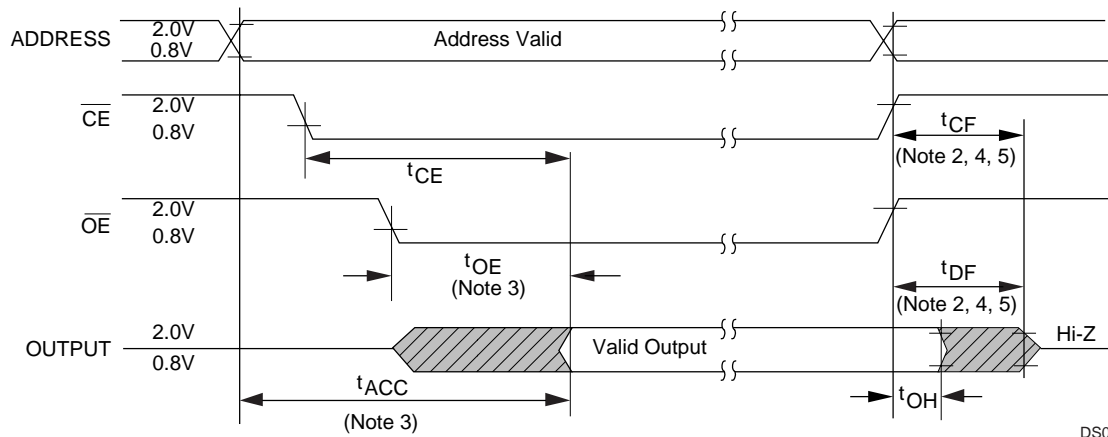 ADDRESS 2.0V
0.8V
Address Valid
CE 2.0V
0.8V
tCE
tCF
(Note 2, 4, 5)
OE 2.0V
0.8V
tOE
(Note 3)
tDF
(Note 2, 4, 5)
OUTPUT 2.0V
0.8V
Valid Output
Hi-Z
tACC
(Note 3)
tOH
DS0